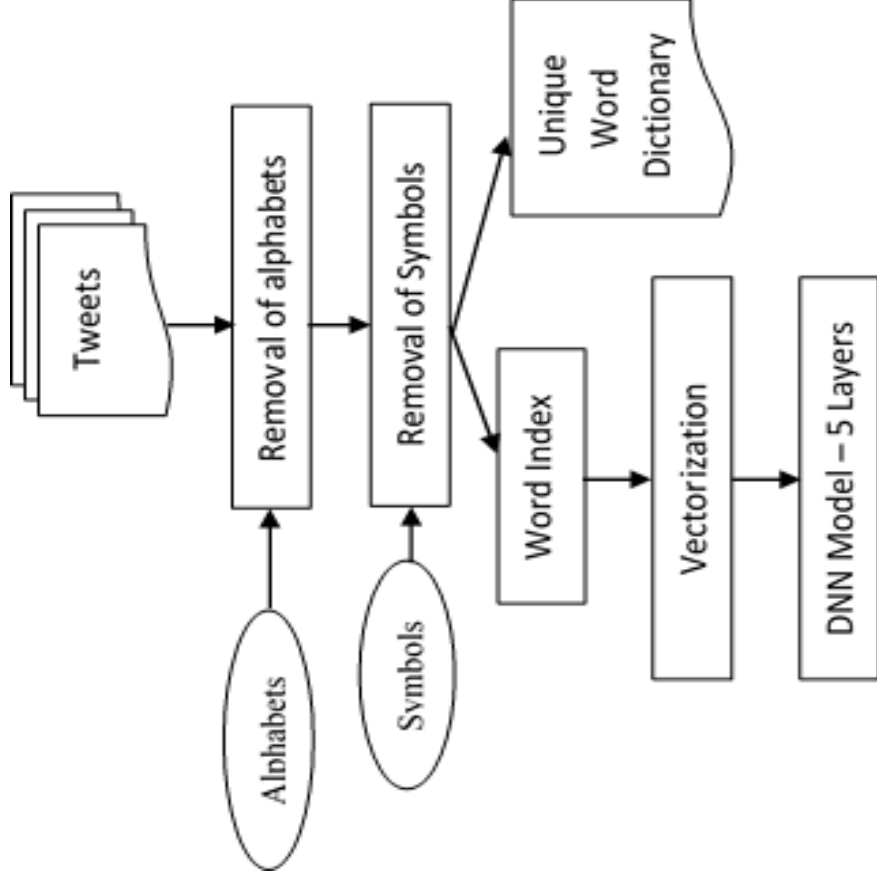 Tweets
Alphabets
Removal of alphabets
Symbols
Removal of Symbols
Word Index
Unique
Word
Dictionary
Vectorization
DNN Model – 5 Layers